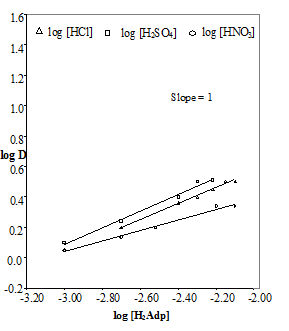 1.6
△ log [HCl] □ log [H₂SO₄] ○ log [HNO₃]
1.4
1.2
Slope = 1
1.0
0.8
log D
0.6
0.4
0.2
0.0
-0.2
-3.20 -3.00 -2.80 -2.60 -2.40 -2.20 -2.00
log [H₂Adp]